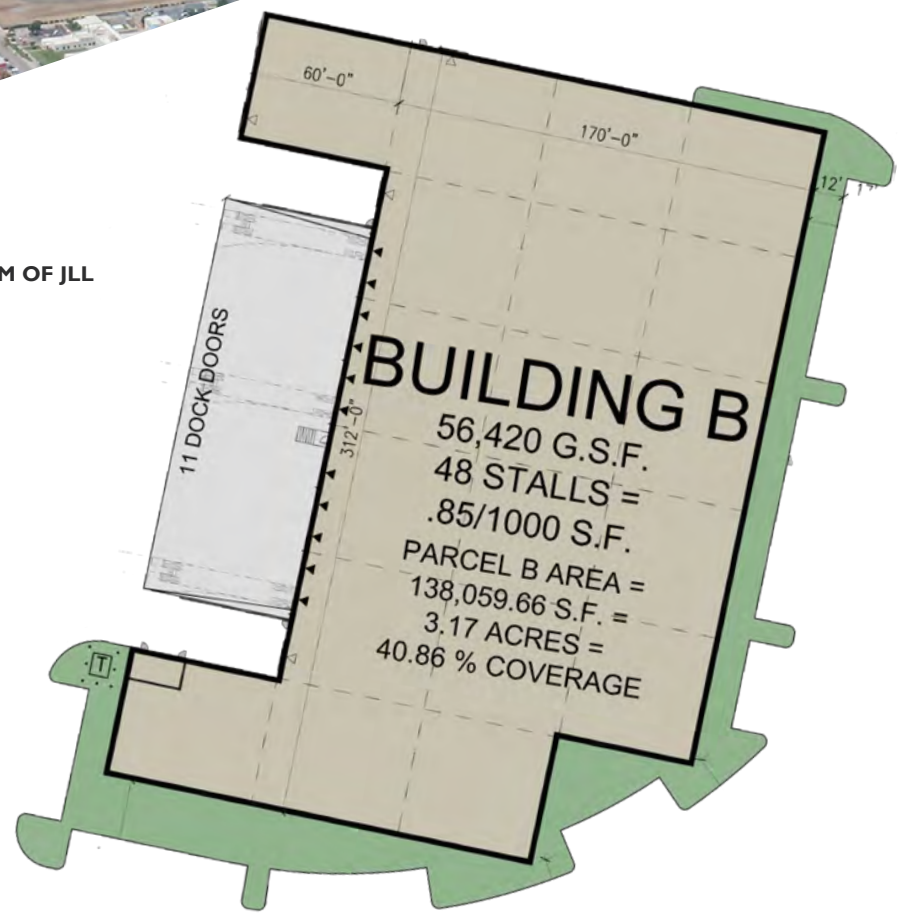 60'-0"
170'-0"
12'
M OF JLL
11 DOCK DOORS
312'-0"
BUILDING B
56,420 G.S.F.
48 STALLS =
.85/1000 S.F.
PARCEL B AREA =
138,059.66 S.F. =
3.17 ACRES =
40.86 % COVERAGE
T